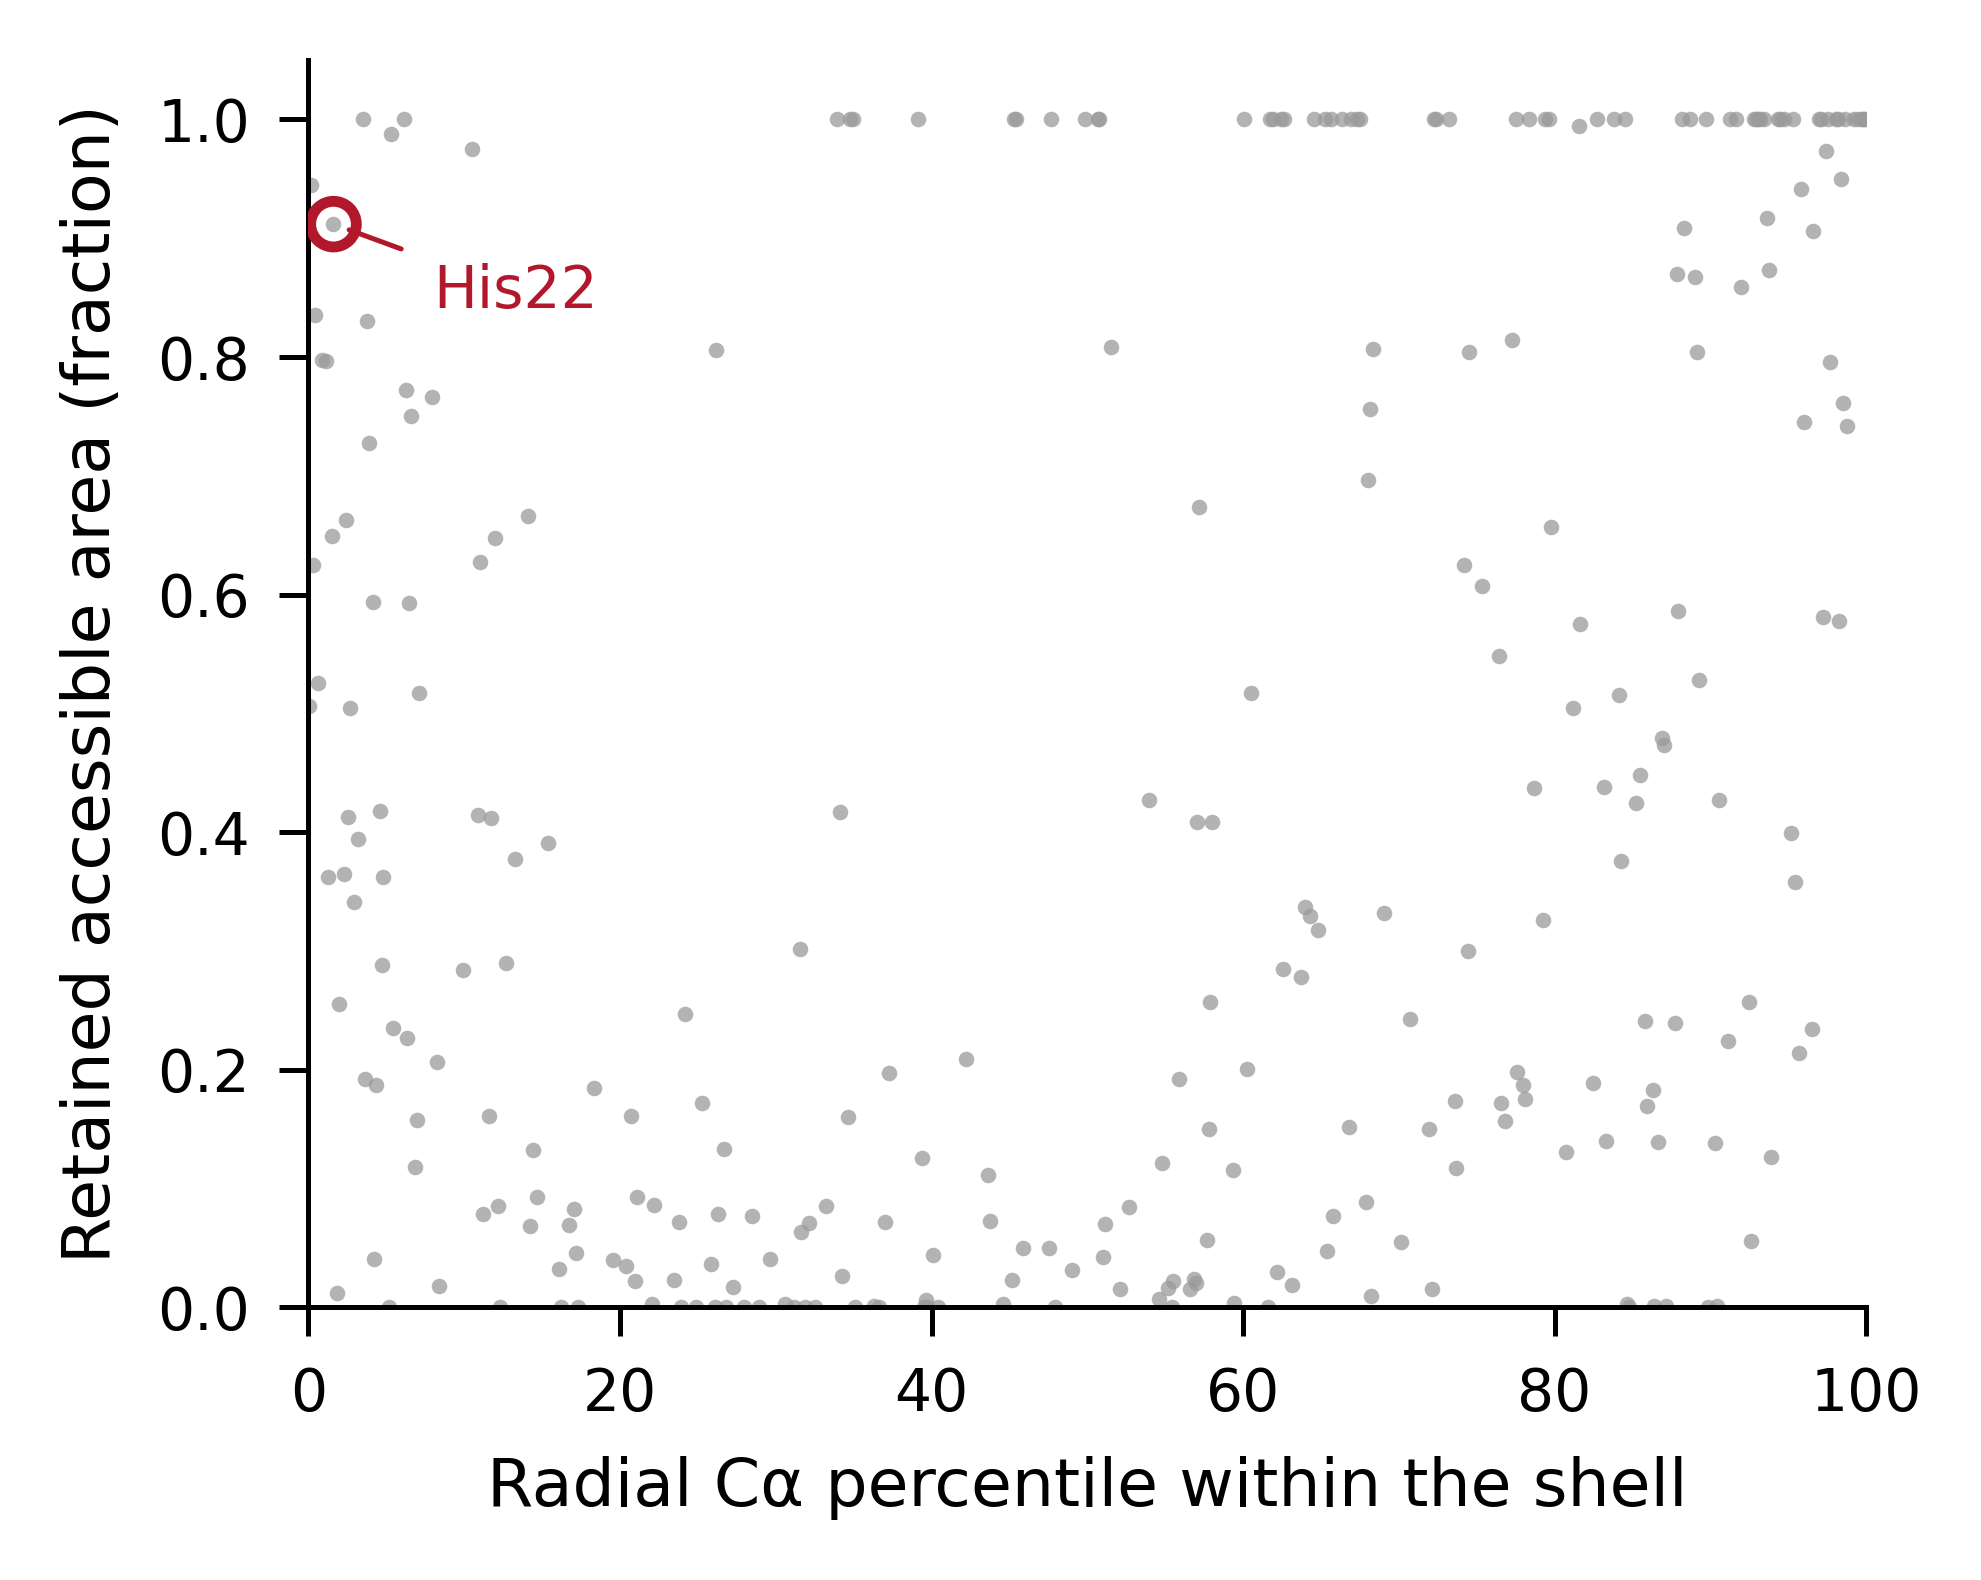 Retained accessible area (fraction)
1.0
0.8
0.6
0.4
0.2
0.0
His22
0 20 40 60 80 100
Radial Cα percentile within the shell